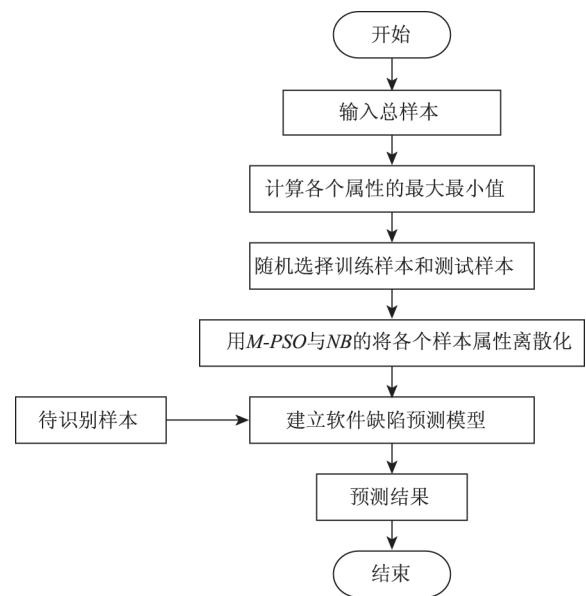 开始
输入总样本
计算各个属性的最大最小值
随机选择训练样本和测试样本
用M-PSO与NB的将各个样本属性离散化
待识别样本
建立软件缺陷预测模型
预测结果
结束